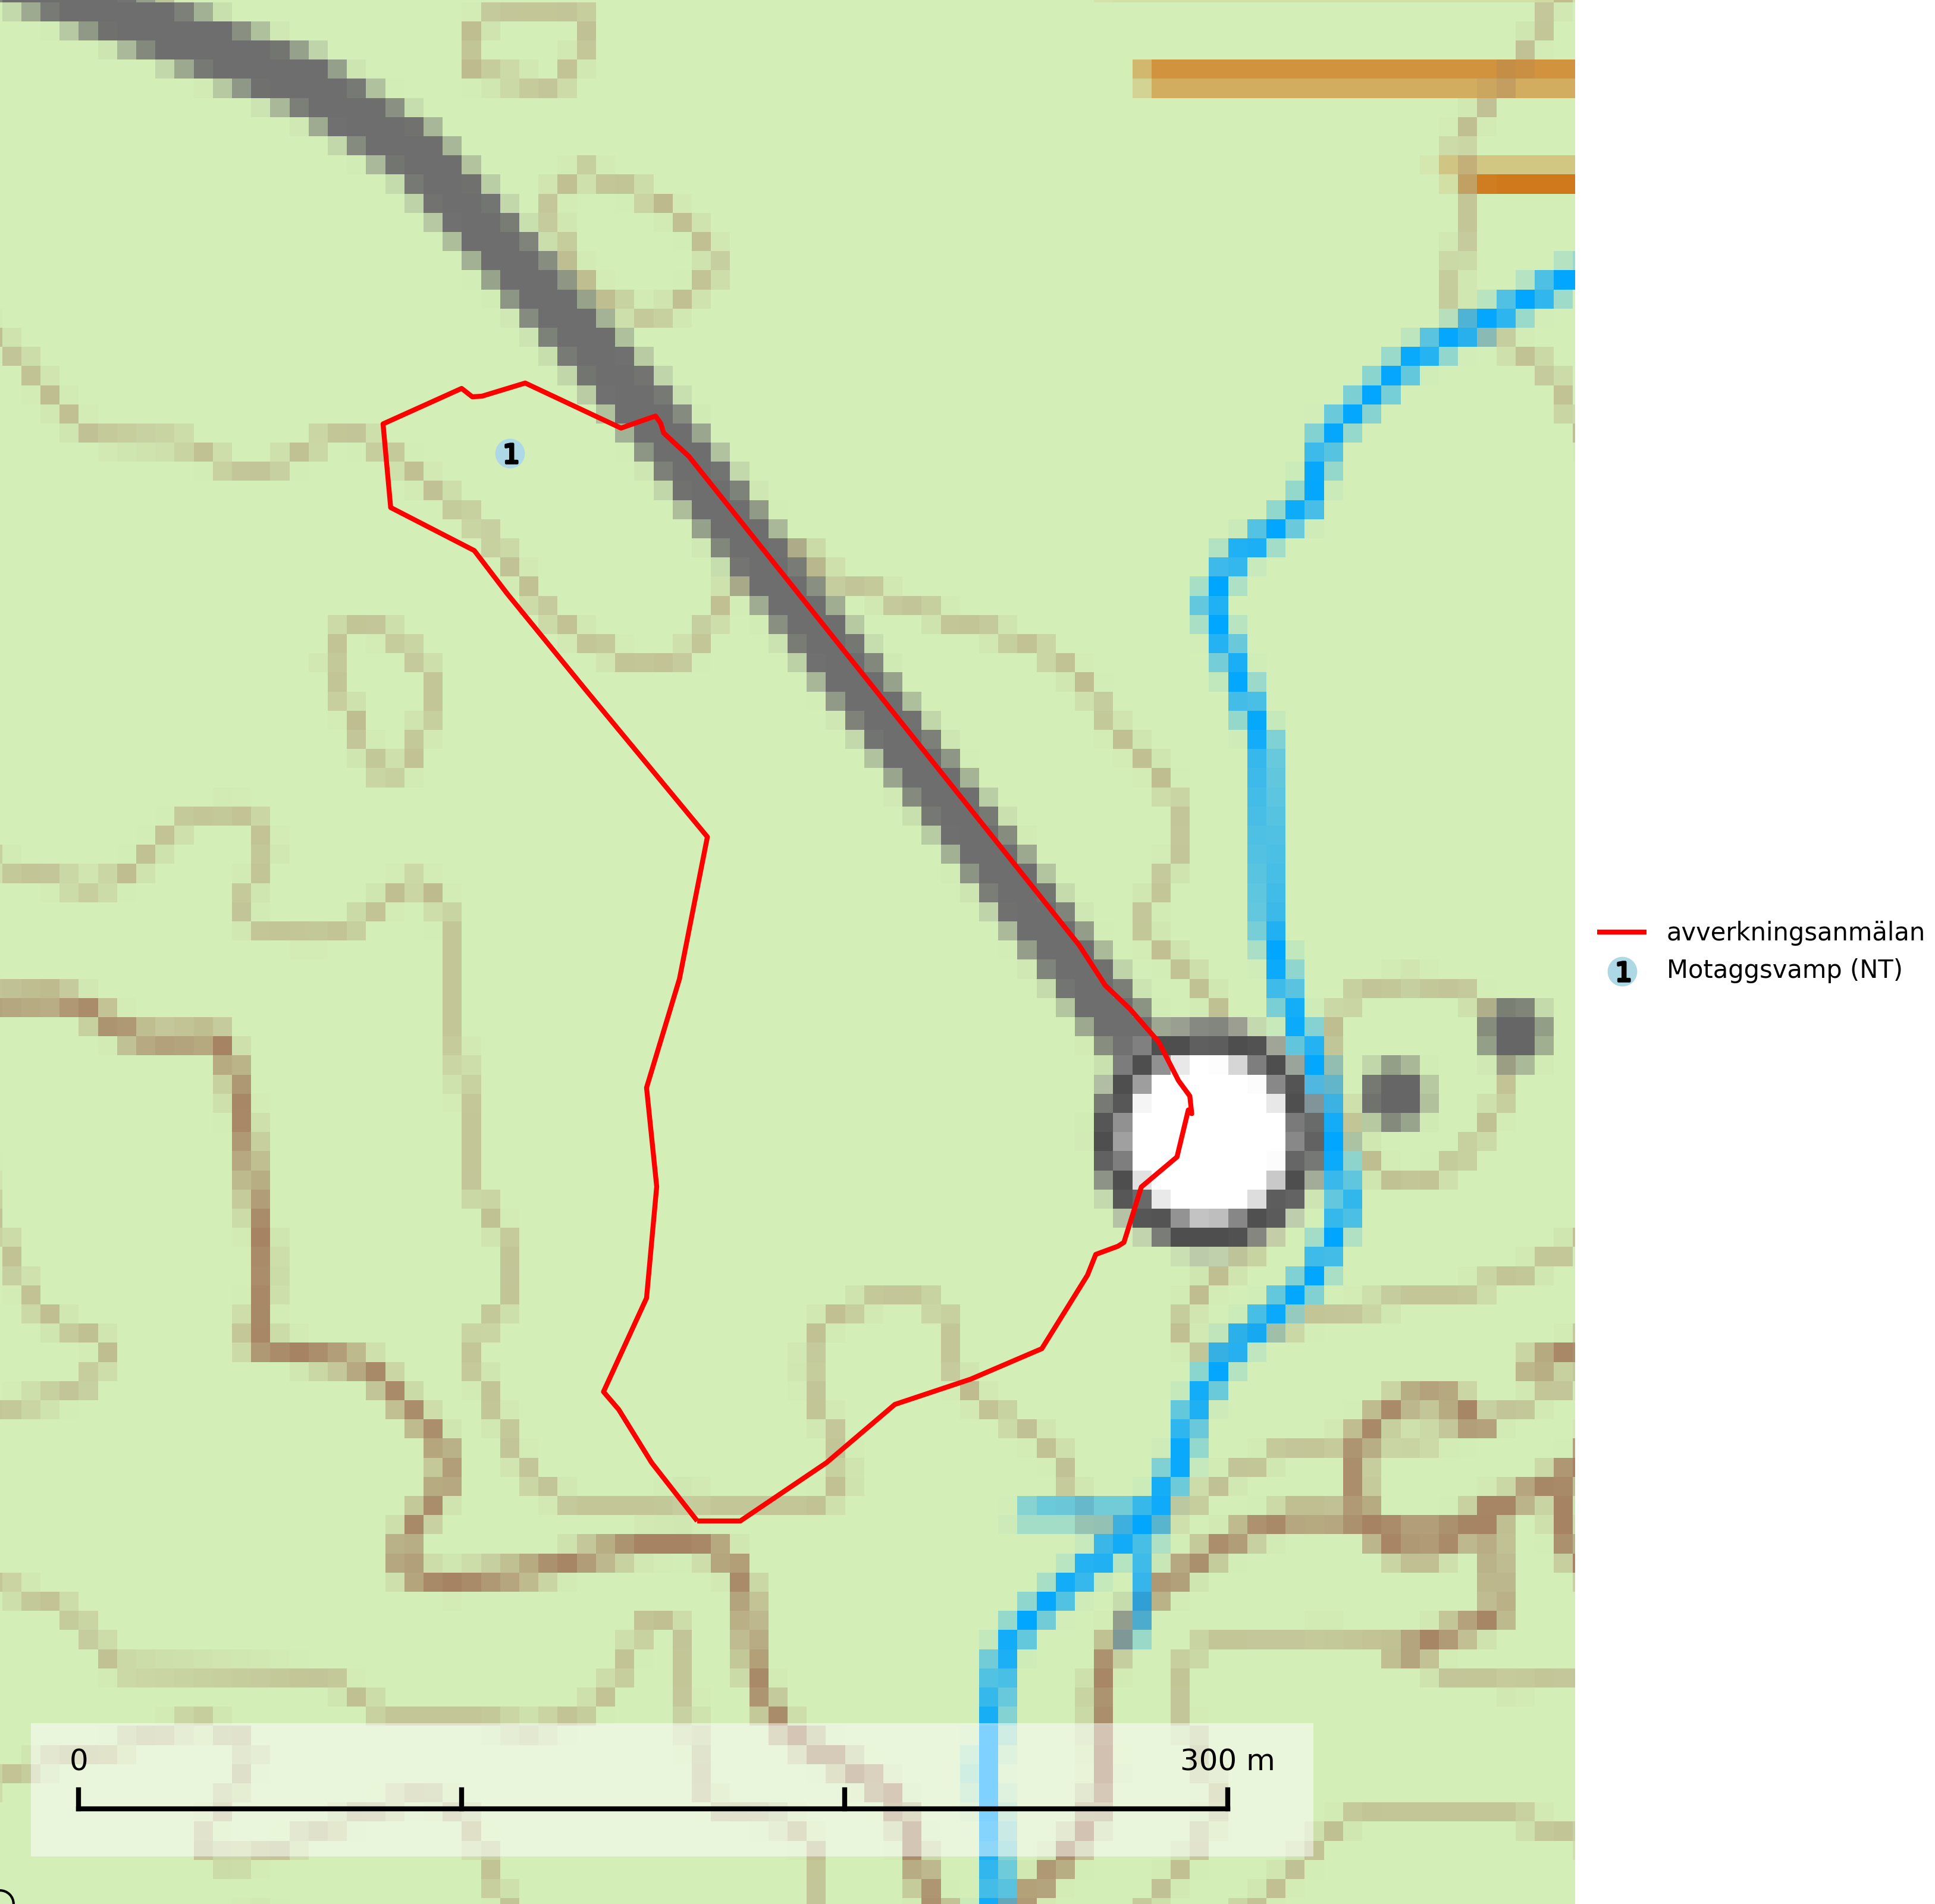 1
avverkningsanmälan
1 Motaggsvamp (NT)
0 300 m